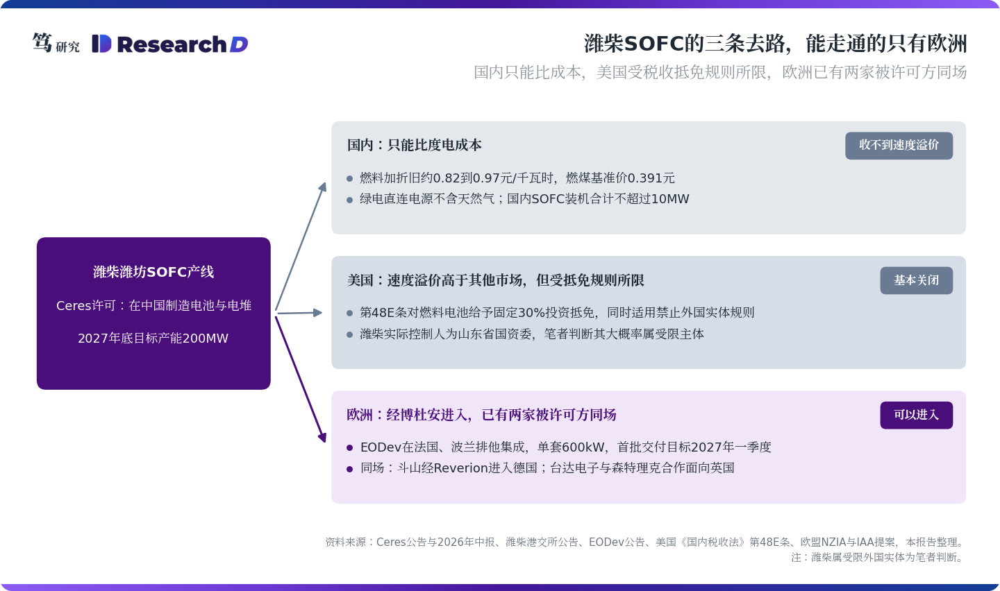 笃 研究 ResearchD
潍柴SOFC的三条去路，能走通的只有欧洲
国内只能比成本，美国受税收抵免规则所限，欧洲已有两家被许可方同场
潍柴潍坊SOFC产线
Ceres许可：在中国制造电池与电堆
2027年底目标产能200MW
国内：只能比度电成本
收不到速度溢价
燃料加折旧约0.82到0.97元/千瓦时，燃煤基准价0.391元
绿电直连电源不含天然气；国内SOFC装机合计不超过10MW
美国：速度溢价高于其他市场，但受抵免规则所限
基本关闭
第48E条对燃料电池给予固定30%投资抵免，同时适用禁止外国实体规则
潍柴实际控制人为山东省国资委，笔者判断其大概率属受限主体
欧洲：经博杜安进入，已有两家被许可方同场
可以进入
EODev在法国、波兰排他集成，单套600kW，首批交付目标2027年一季度
同场：斗山经Reverion进入德国；台达电子与森特理克合作面向英国
资料来源：Ceres公告与2026年中报、潍柴港交所公告、EODev公告、美国《国内税收法》第48E条、欧盟NZIA与IAA提案，本报告整理。
注：潍柴属受限外国实体为笔者判断。